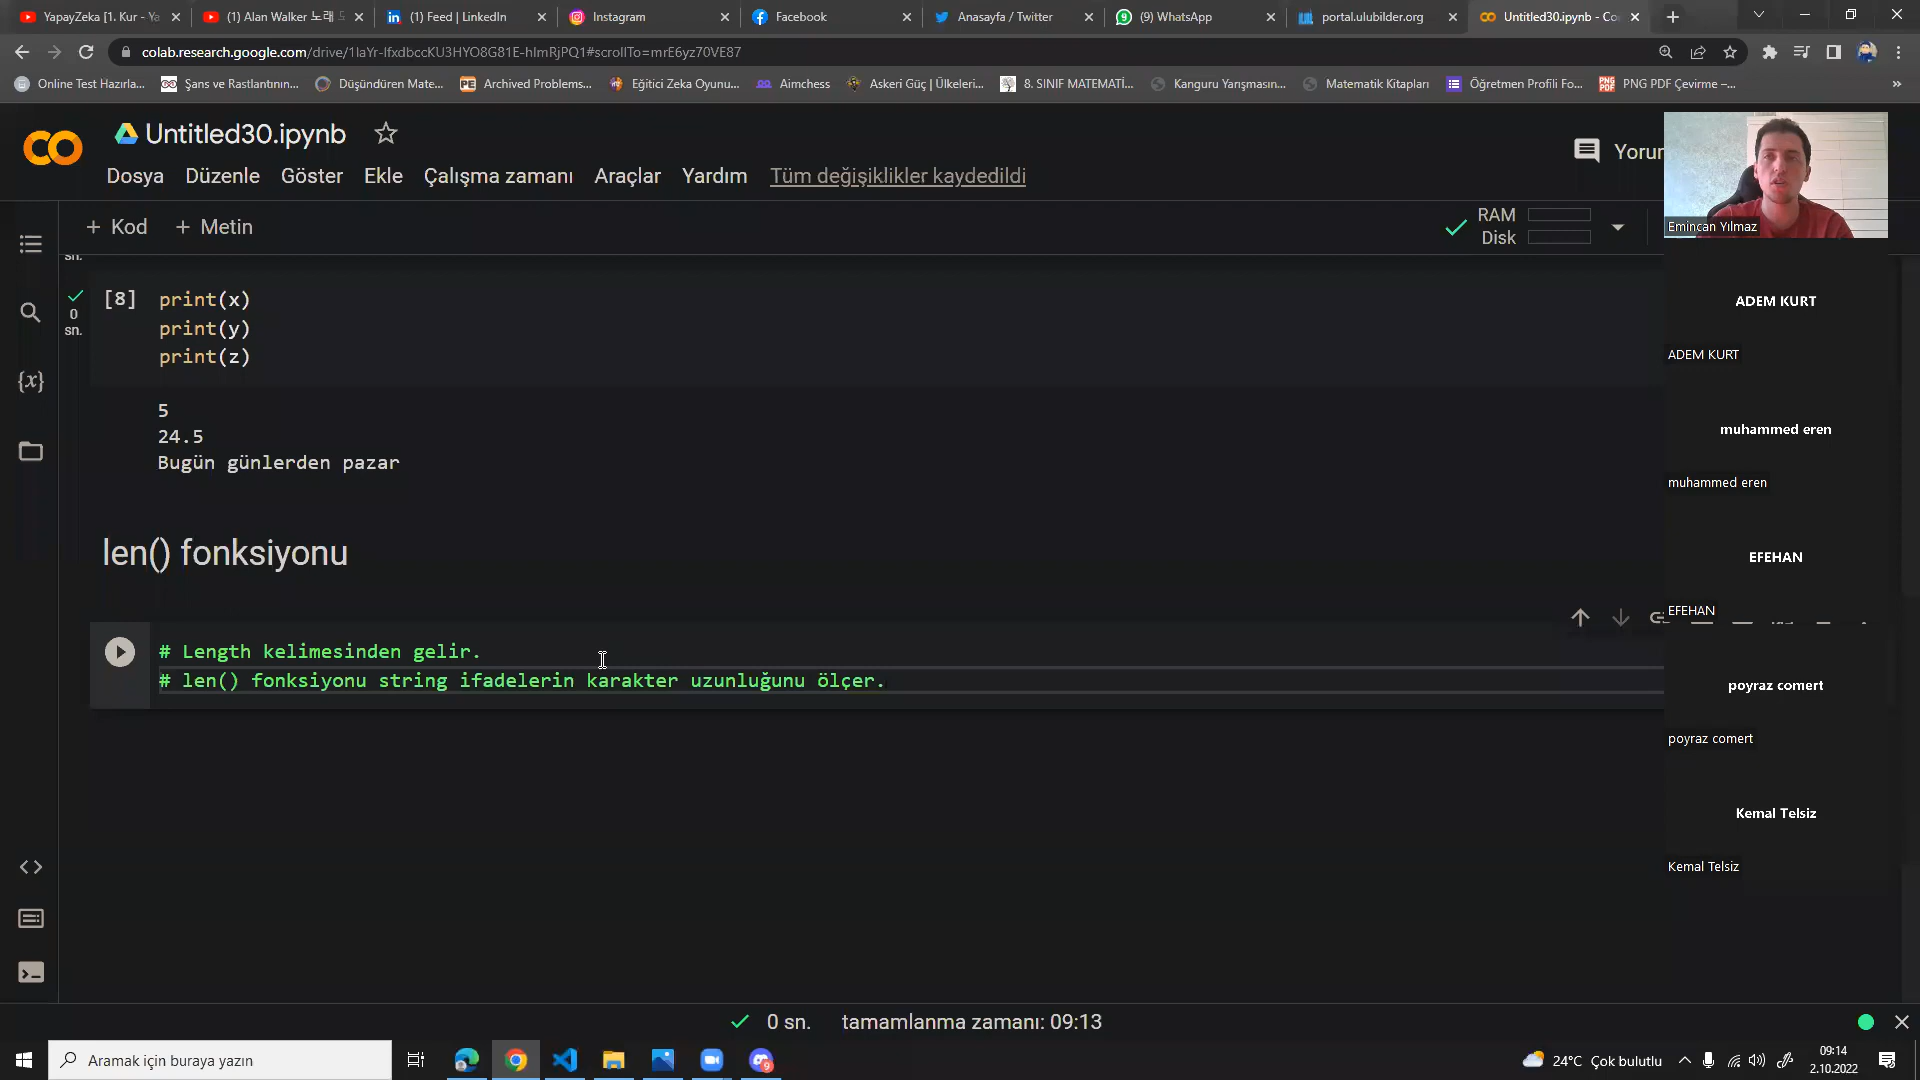 YapayZeka [1. Kur - Ya
(1) Alan Walker 노래
(1) Feed | LinkedIn
Instagram
Facebook
Anasayfa / Twitter
(9) WhatsApp
portal.ulubilder.org
Untitled30.ipynb - Co
colab.research.google.com/drive/1IaYr-lfxdbccKU3HYO8G81E-hImRjPQ1#scrollTo=mrE6yz70VE87
Online Test Hazırla...
Şans ve Rastlantının...
Düşündüren Mate...
Archived Problems...
Eğitici Zeka Oyunu...
Aimchess
Askeri Güç | Ülkeleri...
8. SINIF MATEMATİ...
Kanguru Yarışmasın...
Matematik Kitapları
Öğretmen Profili Fo...
PNG PDF Çevirme –...
Untitled30.ipynb
Dosya Düzenle Göster Ekle Çalışma zamanı Araçlar Yardım Tüm değişiklikler kaydedildi
Yorum
+ Kod + Metin
RAM
Disk
Emincan Yılmaz
sn.
[8] print(x)
0
sn.
print(y)
print(z)
5
24.5
Bugün günlerden pazar
len() fonksiyonu
# Length kelimesinden gelir.
# len() fonksiyonu string ifadelerin karakter uzunluğunu ölçer.
ADEM KURT
ADEM KURT
muhammed eren
muhammed eren
EFEHAN
EFEHAN
poyraz comert
poyraz comert
Kemal Telsiz
Kemal Telsiz
0 sn. tamamlanma zamanı: 09:13
Aramak için buraya yazın
24°C Çok bulutlu
09:14
2.10.2022